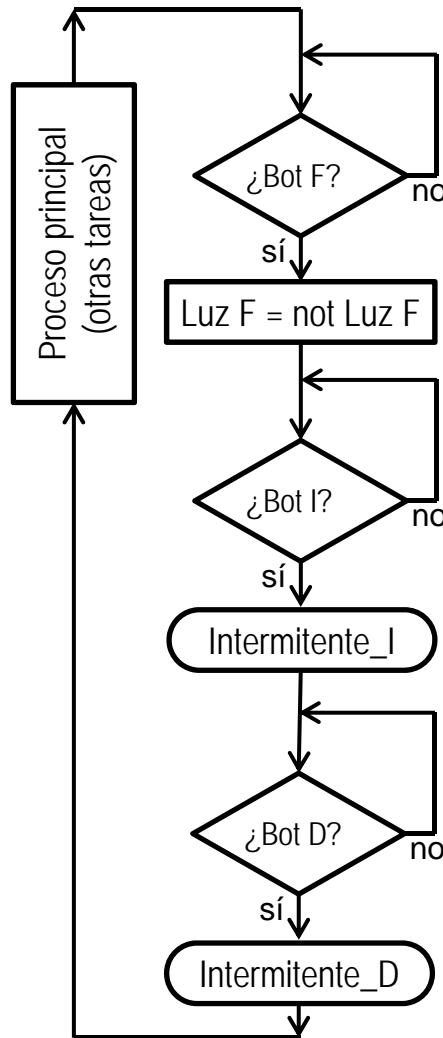 Proceso principal
(otras tareas)
¿Bot F?
no
sí
Luz F = not Luz F
¿Bot I?
no
sí
Intermitente_I
¿Bot D?
no
sí
Intermitente_D